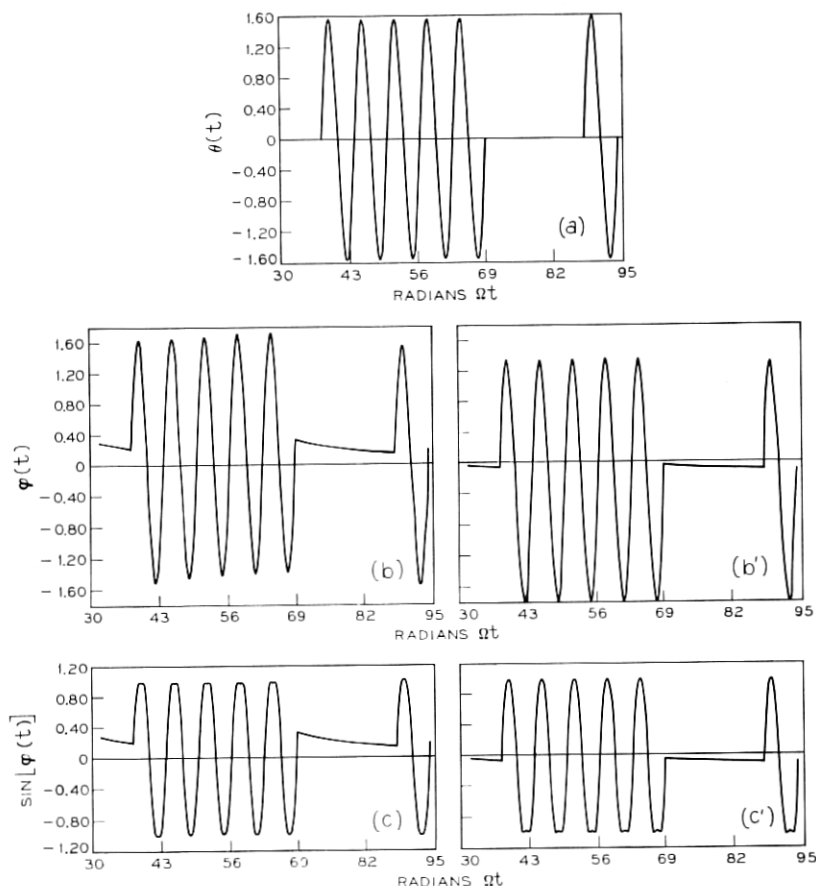 1.60
1.20
0.80
0.40
0
-0.40
-0.80
-1.20
-1.60
θ(t)
(a)
30 43 56 69 82 95
RADIANS Ωt
1.60
1.20
0.80
0.40
0
-0.40
-0.80
-1.20
-1.60
φ(t)
(b) (b')
30 43 56 69 82 95 30 43 56 69 82 95
RADIANS Ωt
1.20
0.80
0.40
0
-0.40
-0.80
-1.20
SIN[φ(t)]
(c) (c')
30 43 56 69 82 95 30 43 56 69 82 95
RADIANS Ωt